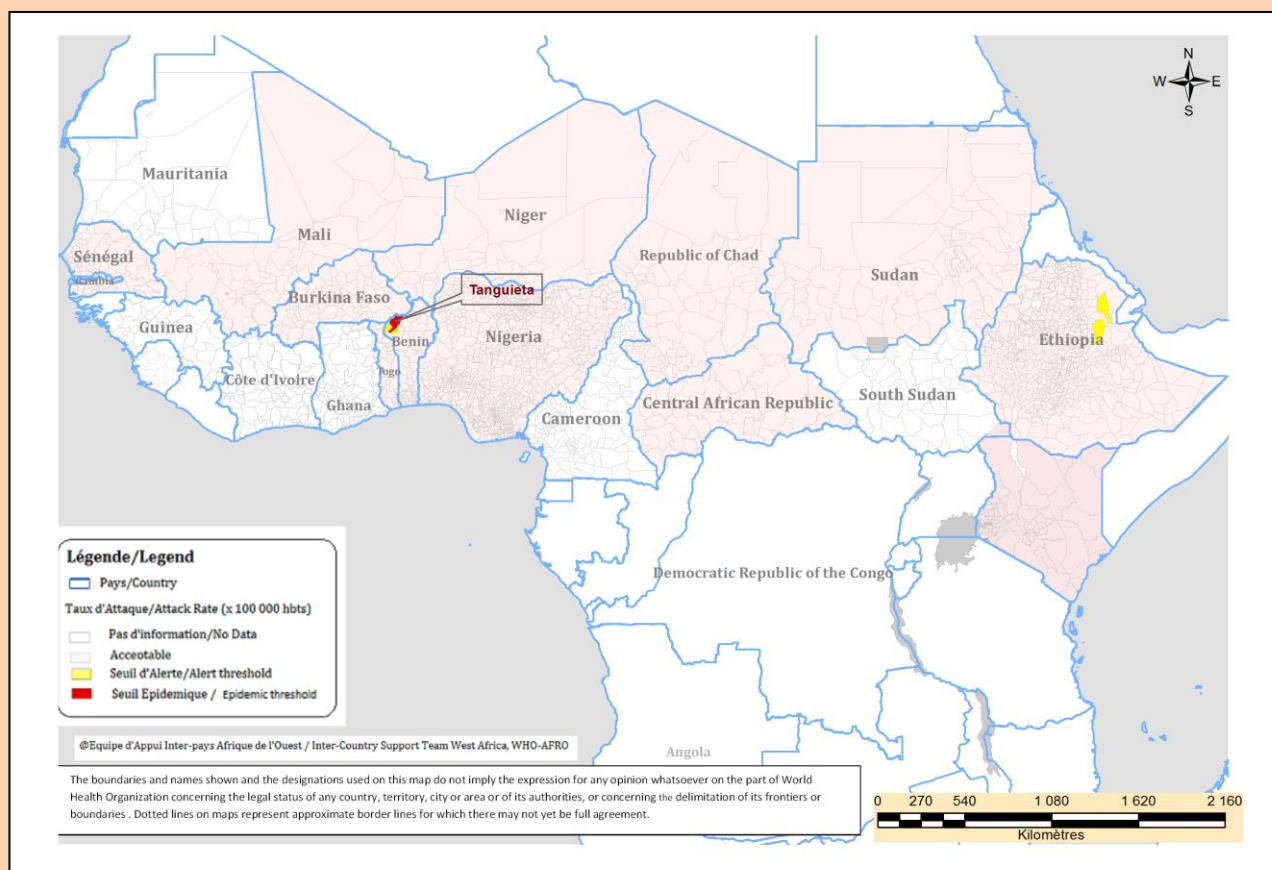 N
W E
S
Mauritania
Mali
Niger
Republic of Chad
Sudan
Sénégal
Gambia
Burkina Faso
Tanguieta
Guinea
Benin
Nigeria
Ethiopia
Côte d'Ivoire
Togo
Ghana
Cameroon
Central African Republic
South Sudan
Democratic Republic of the Congo
Angola
Légende/Legend
Pays/Country
Taux d'Attaque/Attack Rate (x 100 000 hbts)
Pas d'information/No Data
Acceptable
Seuil d'Alerte/Alert threshold
Seuil Epidemique / Epidemic threshold
@Equipe d'Appui Inter-pays Afrique de l'Ouest / Inter-Country Support Team West Africa, WHO-AFRO
The boundaries and names shown and the designations used on this map do not imply the expression for any opinion whatsoever on the part of World
Health Organization concerning the legal status of any country, territory, city or area or of its authorities, or concerning the delimitation of its frontiers or
boundaries . Dotted lines on maps represent approximate border lines for which there may not yet be full agreement.
0 270 540 1 080 1 620 2 160
Kilomètres